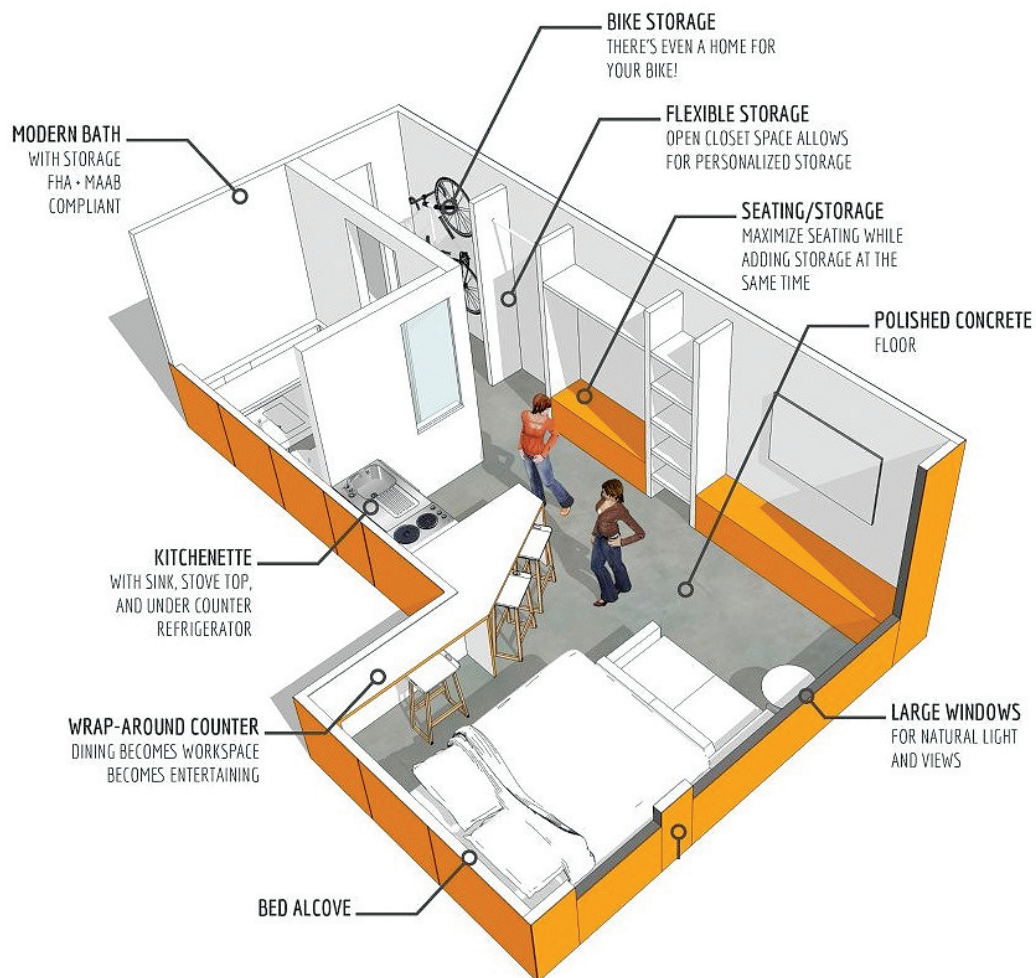 BIKE STORAGE
THERE'S EVEN A HOME FOR
YOUR BIKE!
FLEXIBLE STORAGE
OPEN CLOSET SPACE ALLOWS
FOR PERSONALIZED STORAGE
MODERN BATH
WITH STORAGE
FHA + MAAB
COMPLIANT
SEATING/STORAGE
MAXIMIZE SEATING WHILE
ADDING STORAGE AT THE
SAME TIME
POLISHED CONCRETE
FLOOR
KITCHENETTE
WITH SINK, STOVE TOP,
AND UNDER COUNTER
REFRIGERATOR
WRAP-AROUND COUNTER
DINING BECOMES WORKSPACE
BECOMES ENTERTAINING
LARGE WINDOWS
FOR NATURAL LIGHT
AND VIEWS
BED ALCOVE